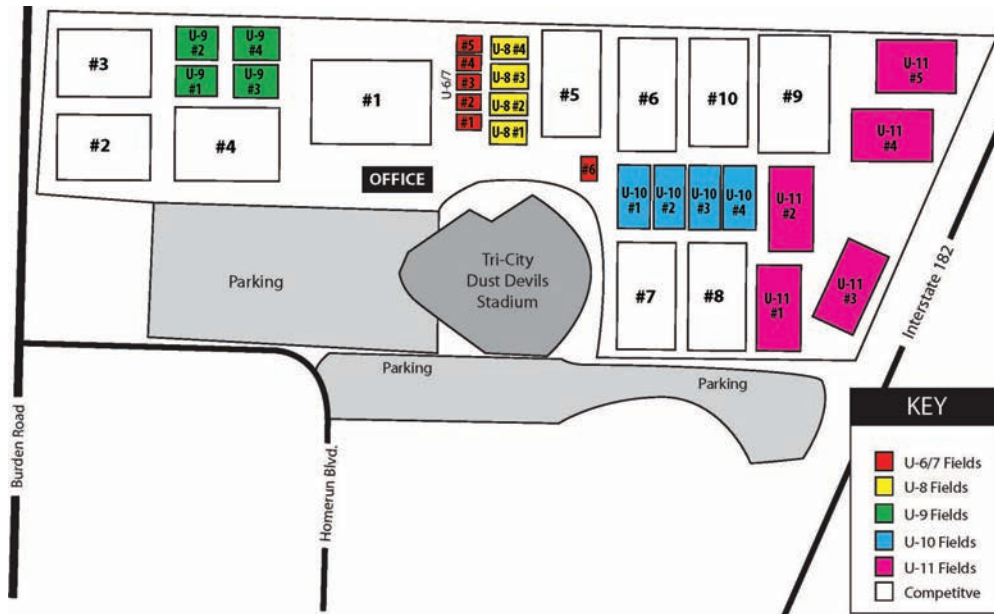 #3
U-9
#2
U-9
#4
U-9
#1
U-9
#3
#2
#4
#1
U-6/7
#5
#4
#3
#2
#1
U-8 #4
U-8 #3
U-8 #2
U-8 #1
#5
#6
#10
#9
U-11
#5
U-11
#4
OFFICE
#6
U-10
#1
U-10
#2
U-10
#3
U-10
#4
U-11
#2
Parking
Tri-City
Dust Devils
Stadium
#7
#8
U-11
#1
U-11
#3
Interstate 182
Parking
Parking
Burden Road
Homerun Blvd.
KEY
U-6/7 Fields
U-8 Fields
U-9 Fields
U-10 Fields
U-11 Fields
Competitve